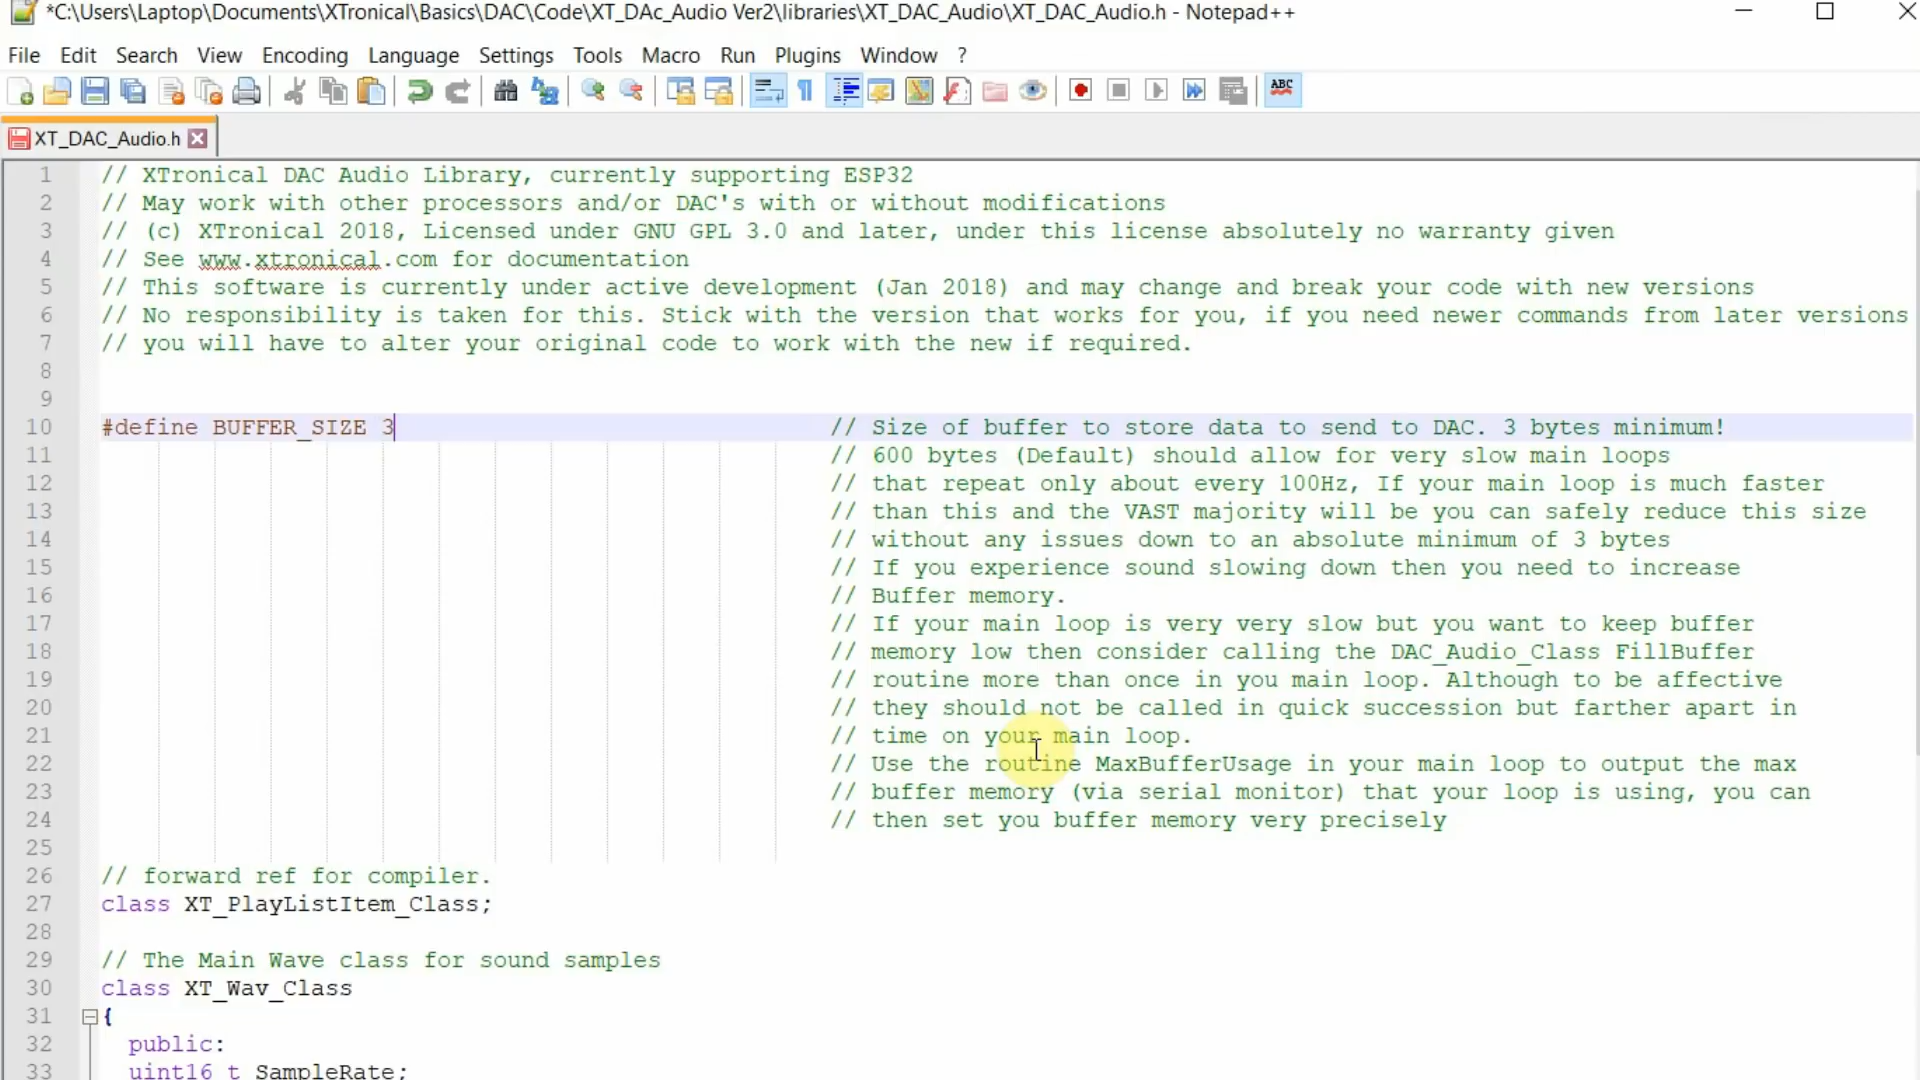 *C:\Users\Laptop\Documents\XTronical\Basics\DAC\Code\XT_DAc_Audio Ver2\libraries\XT_DAC_Audio\XT_DAC_Audio.h - Notepad++
File Edit Search View Encoding Language Settings Tools Macro Run Plugins Window ?
ABC
XT_DAC_Audio.h
1 // XTronical DAC Audio Library, currently supporting ESP32
2 // May work with other processors and/or DAC's with or without modifications
3 // (c) XTronical 2018, Licensed under GNU GPL 3.0 and later, under this license absolutely no warranty given
4 // See www.xtronical.com for documentation
5 // This software is currently under active development (Jan 2018) and may change and break your code with new versions
6 // No responsibility is taken for this. Stick with the version that works for you, if you need newer commands from later versions
7 // you will have to alter your original code to work with the new if required.
8
9
10 #define BUFFER_SIZE 3 // Size of buffer to store data to send to DAC. 3 bytes minimum!
11 // 600 bytes (Default) should allow for very slow main loops
12 // that repeat only about every 100Hz, If your main loop is much faster
13 // than this and the VAST majority will be you can safely reduce this size
14 // without any issues down to an absolute minimum of 3 bytes
15 // If you experience sound slowing down then you need to increase
16 // Buffer memory.
17 // If your main loop is very very slow but you want to keep buffer
18 // memory low then consider calling the DAC_Audio_Class FillBuffer
19 // routine more than once in you main loop. Although to be affective
20 // they should not be called in quick succession but farther apart in
21 // time on your main loop.
22 // Use the routine MaxBufferUsage in your main loop to output the max
23 // buffer memory (via serial monitor) that your loop is using, you can
24 // then set you buffer memory very precisely
25
26 // forward ref for compiler.
27 class XT_PlayListItem_Class;
28
29 // The Main Wave class for sound samples
30 class XT_Wav_Class
31 {
32 public:
33 uint16_t SampleRate;